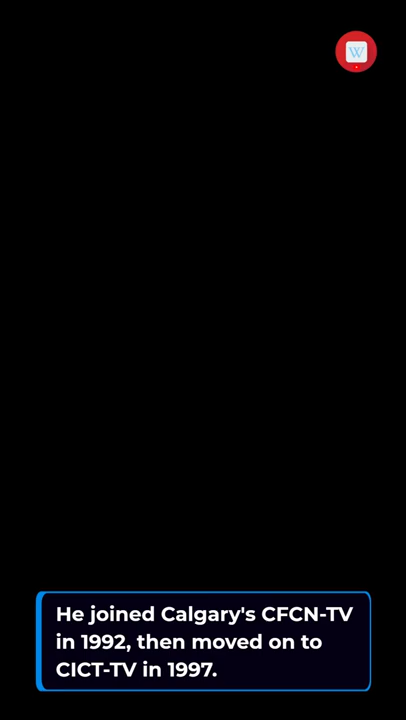 W
He joined Calgary's CFCN-TV
in 1992, then moved on to
CICT-TV in 1997.